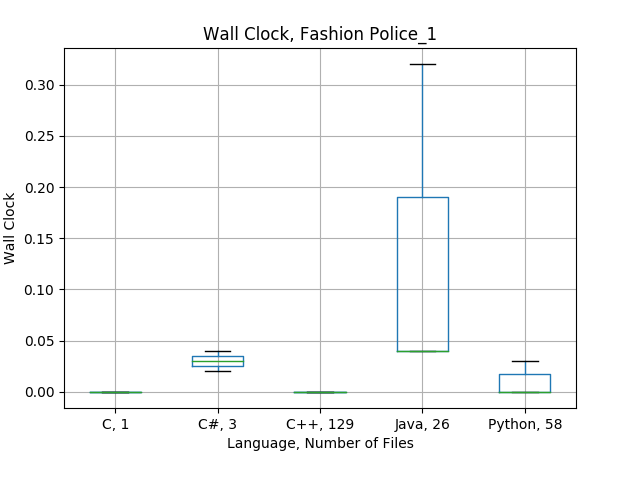 Wall Clock, Fashion Police_1
0.30
0.25
0.20
0.15
0.10
0.05
0.00
Wall Clock
C, 1 C#, 3 C++, 129 Java, 26 Python, 58
Language, Number of Files